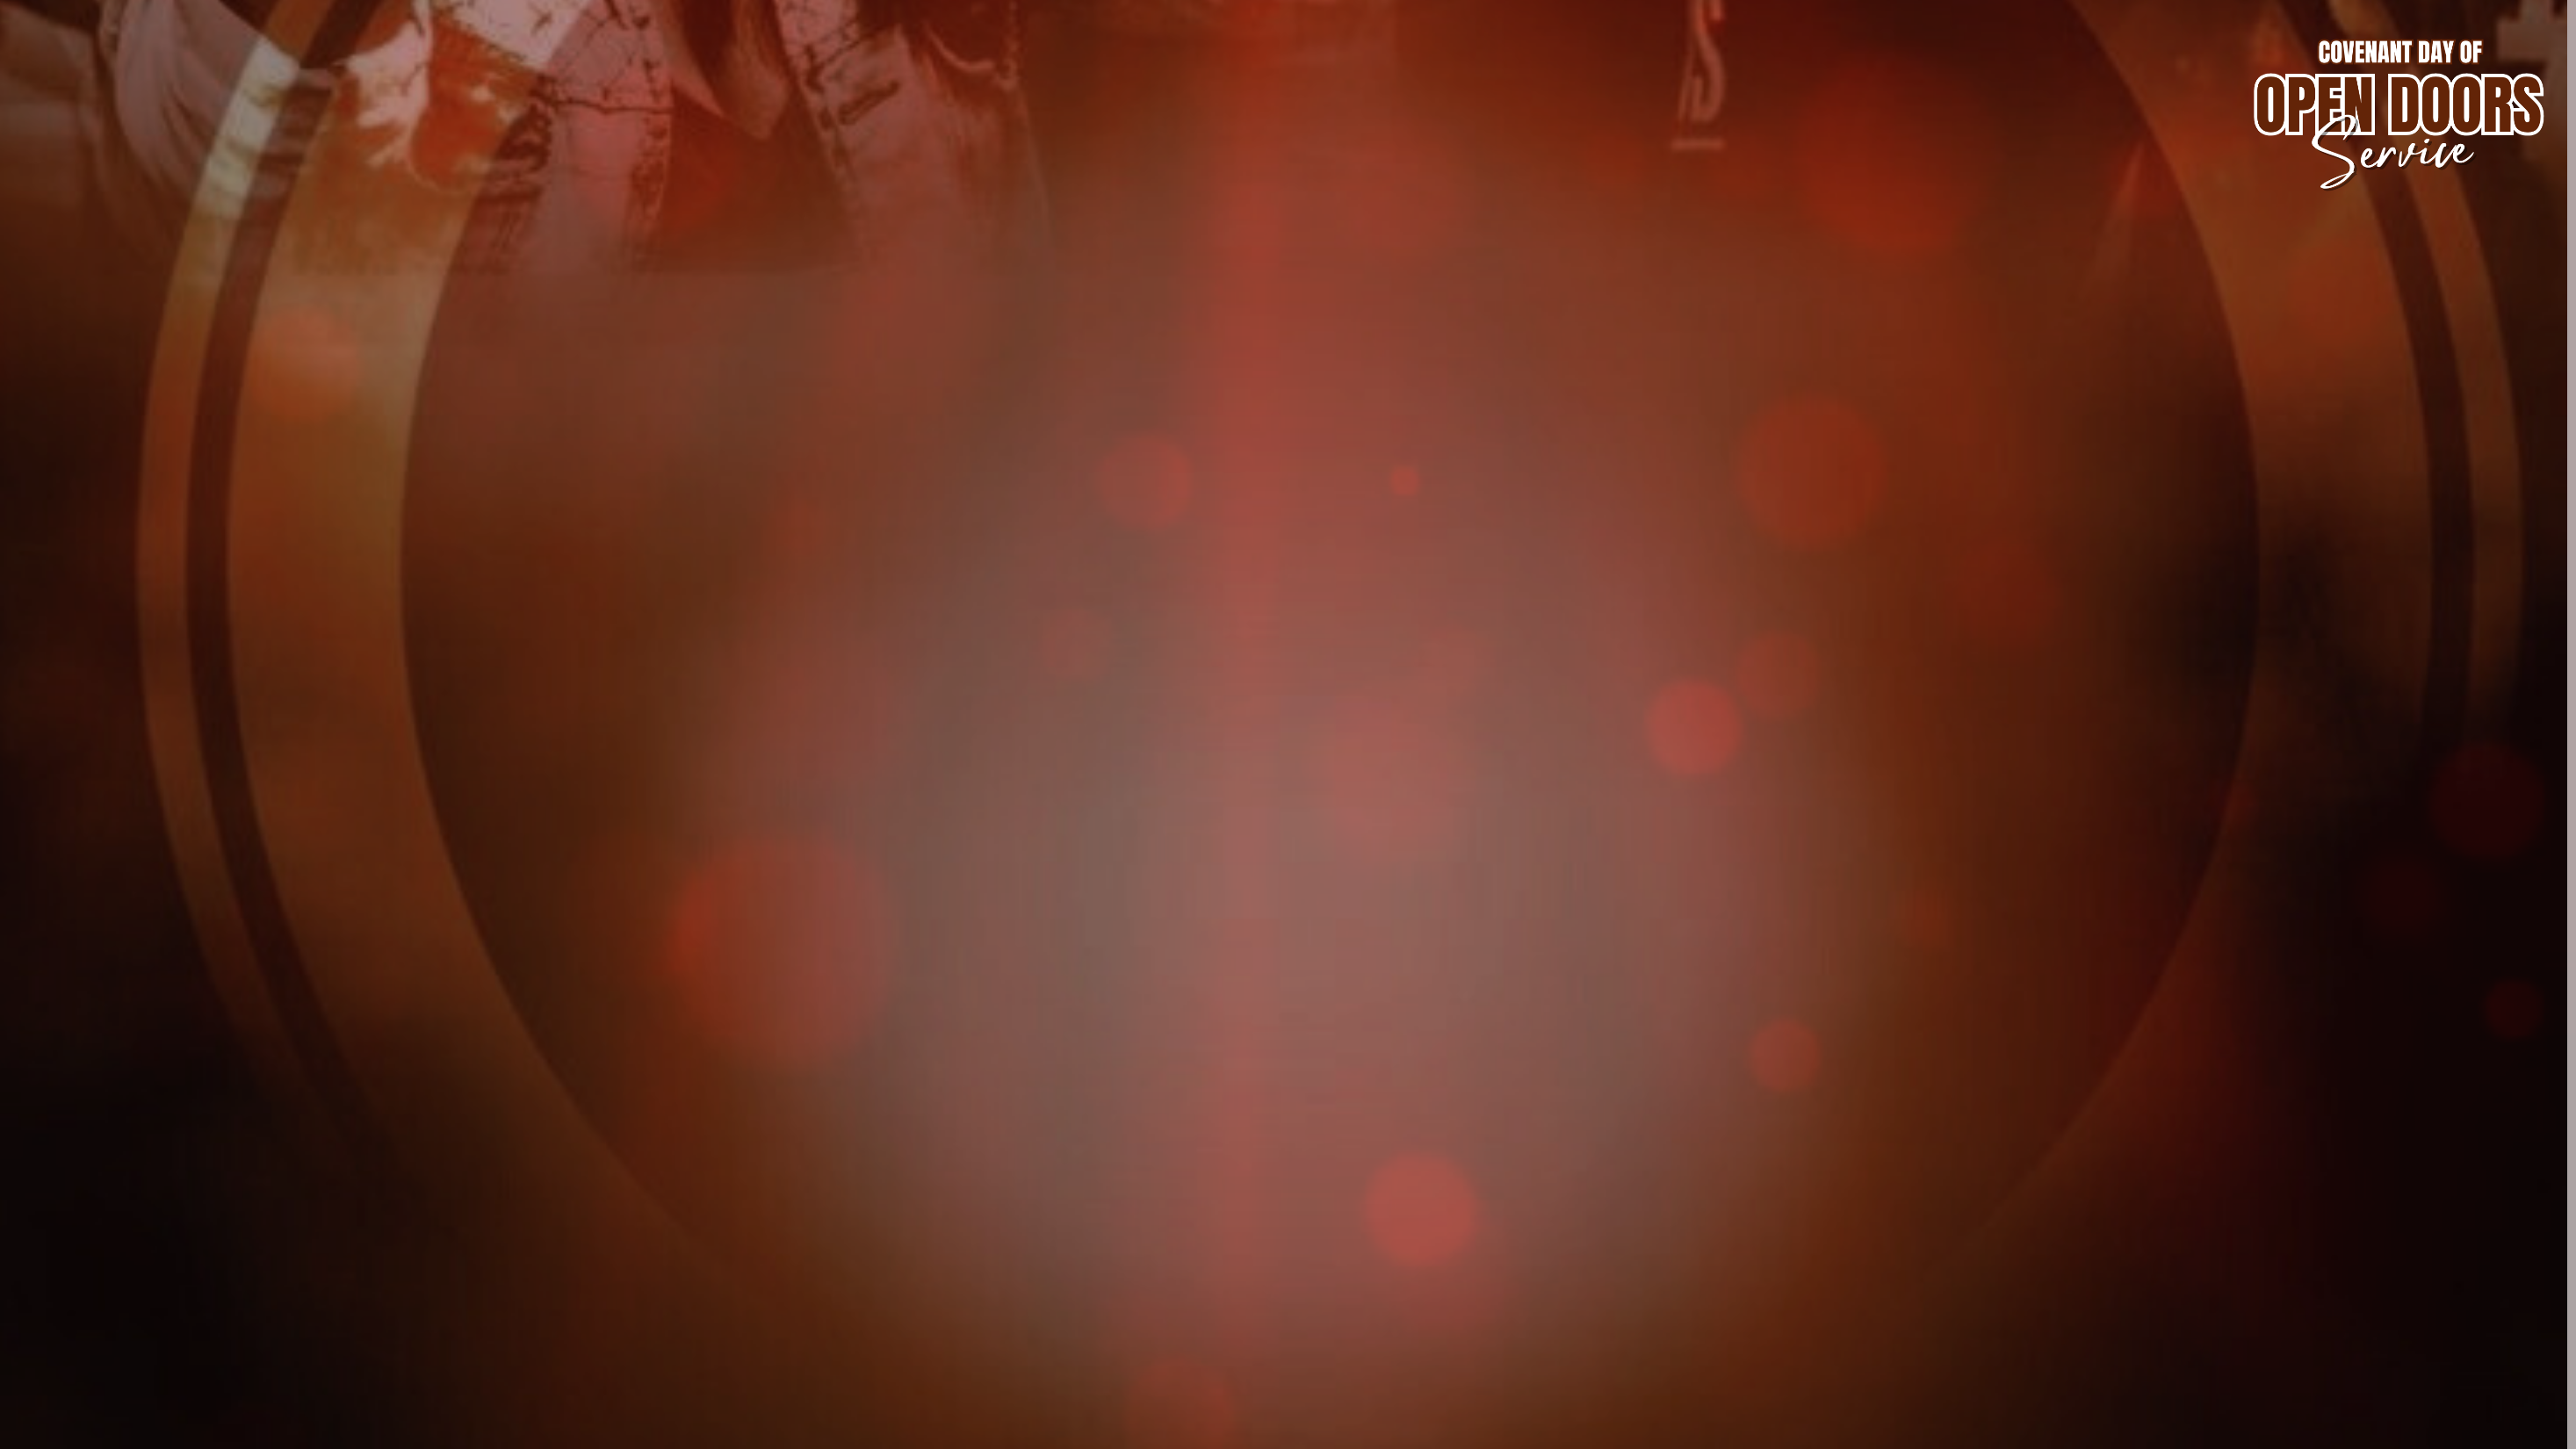 COVENANT DAY OF
OPEN DOORS
Service